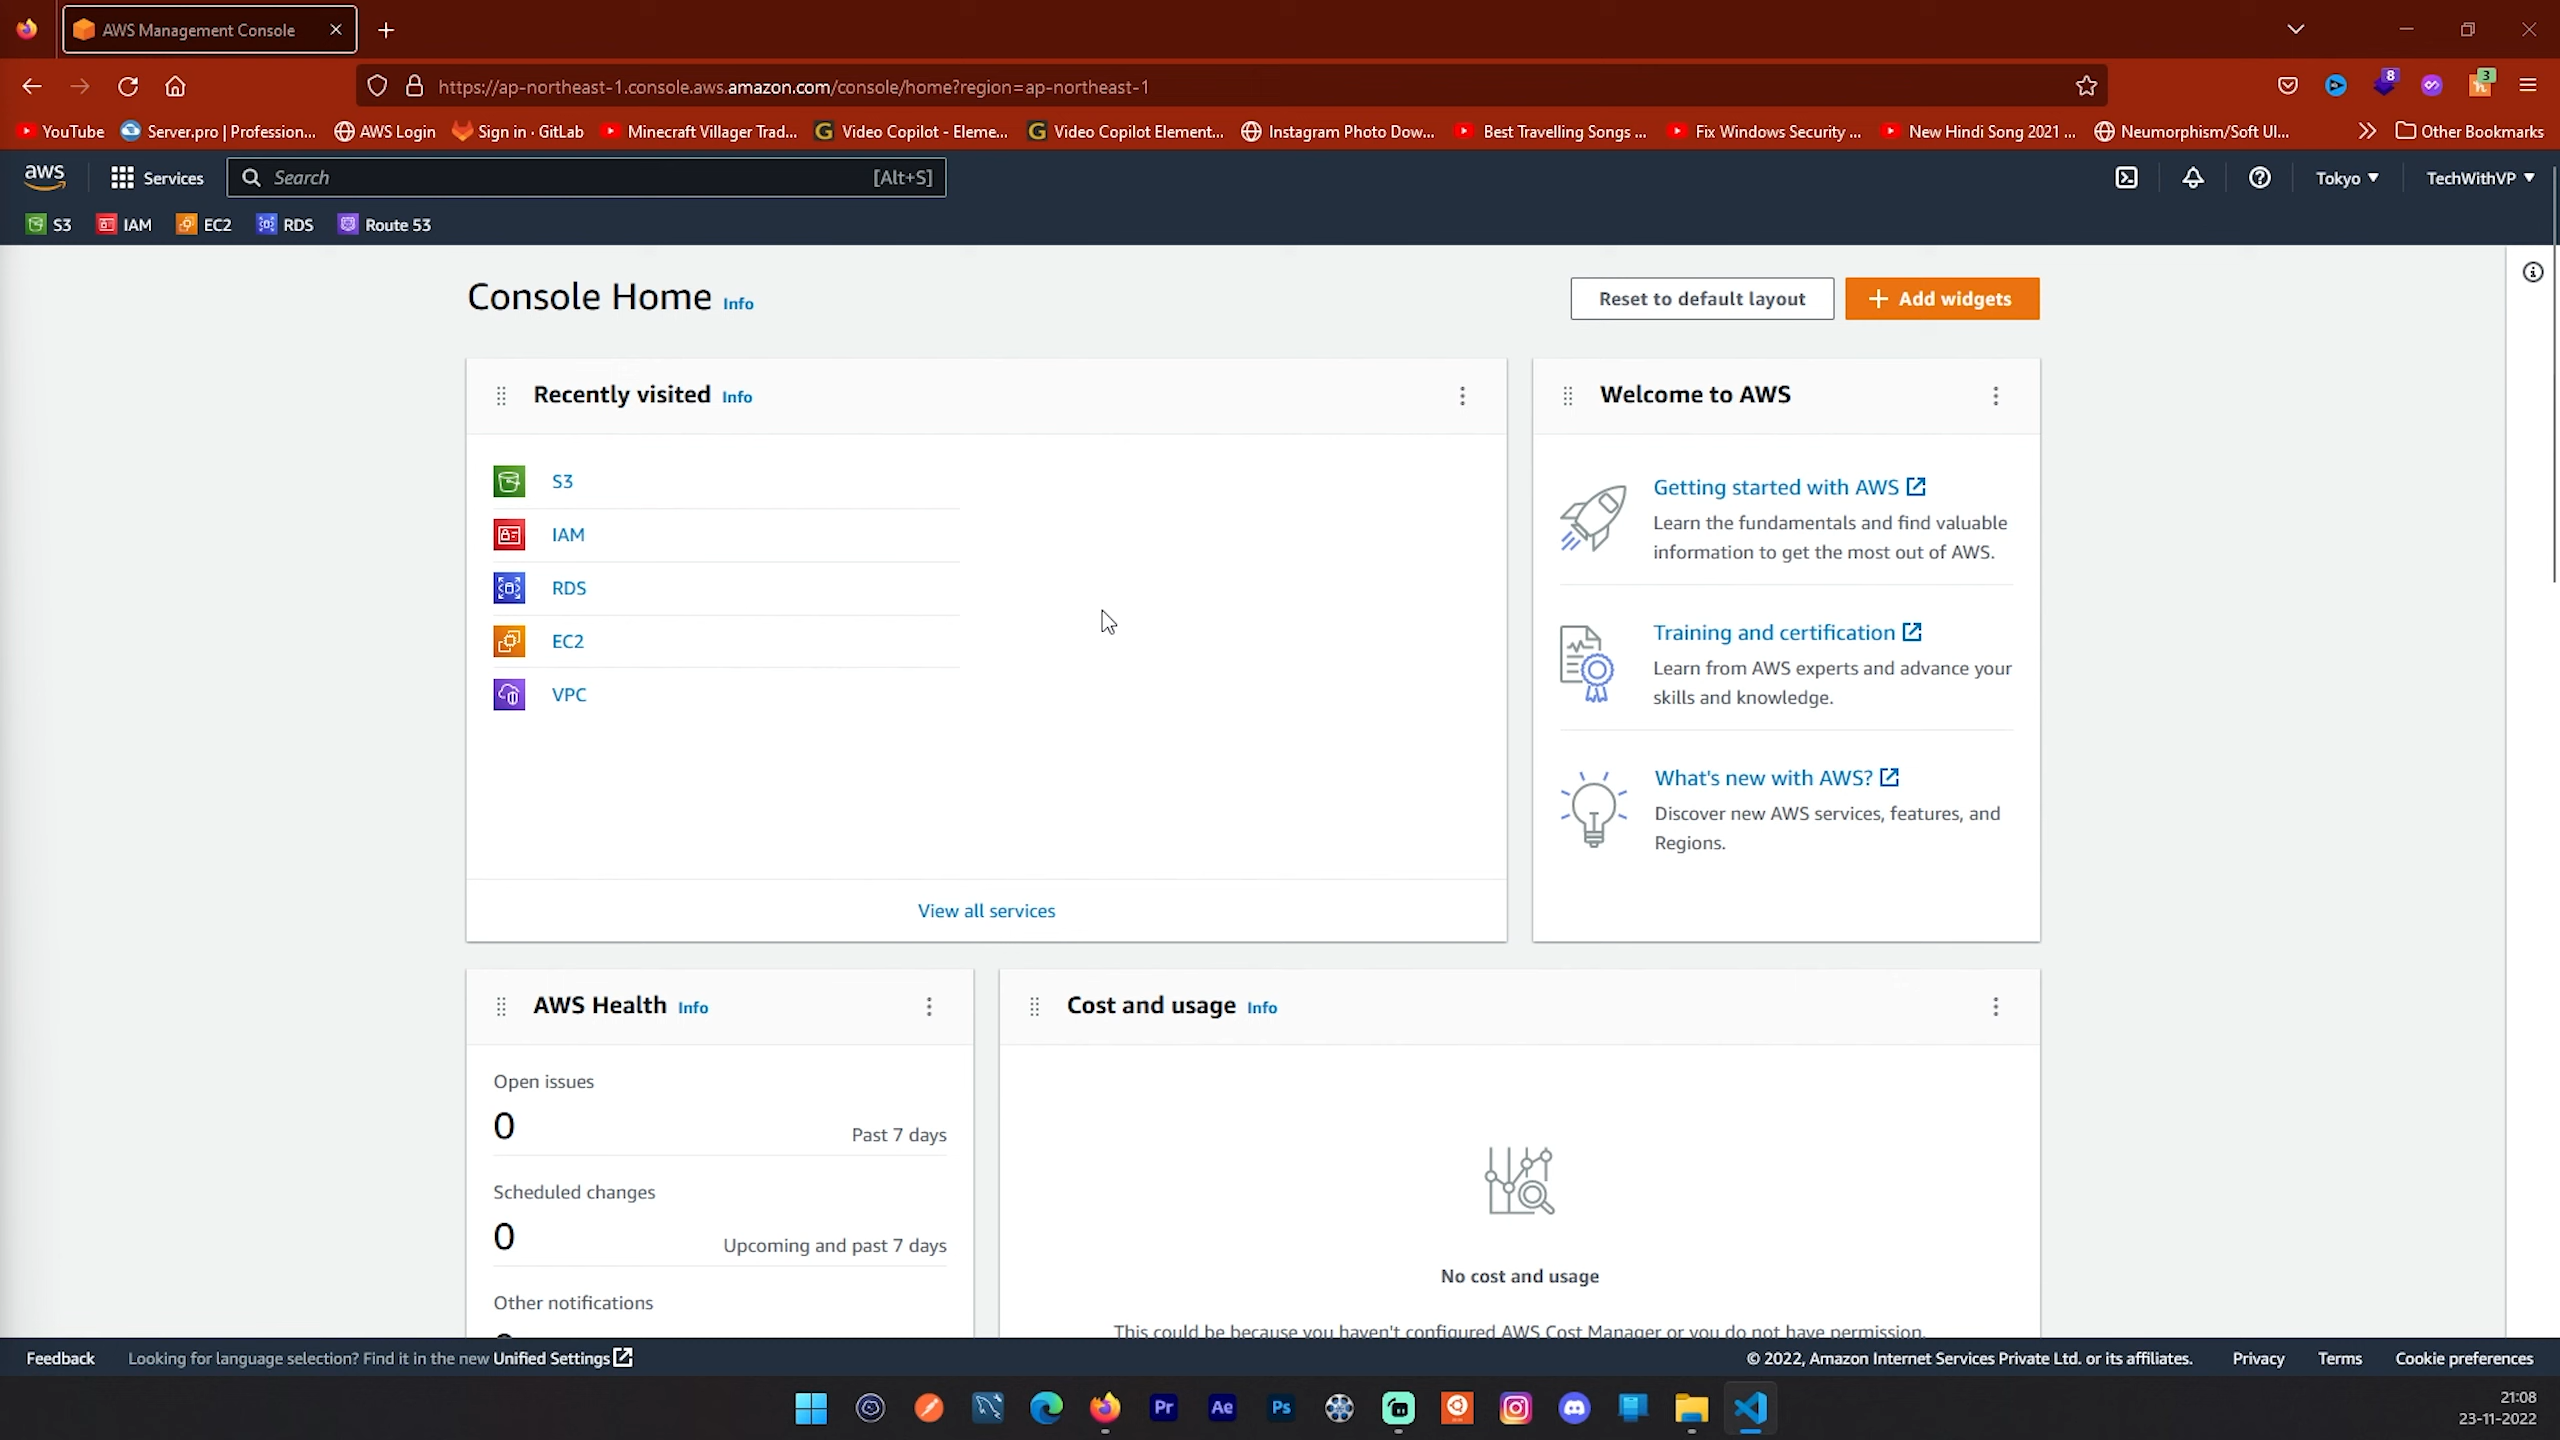 AWS Management Console
https://ap-northeast-1.console.aws.amazon.com/console/home?region=ap-northeast-1
8
3
YouTube
Server.pro | Profession...
AWS Login
Sign in · GitLab
Minecraft Villager Trad...
Video Copilot - Eleme...
Video Copilot Element...
Instagram Photo Dow...
Best Travelling Songs ...
Fix Windows Security ...
New Hindi Song 2021 ...
Neumorphism/Soft UI...
Other Bookmarks
aws
Services
Search
[Alt+S]
Tokyo
TechWithVP
S3
IAM
EC2
RDS
Route 53
Console Home Info
Reset to default layout
Add widgets
Recently visited Info
S3
IAM
RDS
EC2
VPC
View all services
Welcome to AWS
Getting started with AWS
Learn the fundamentals and find valuable
information to get the most out of AWS.
Training and certification
Learn from AWS experts and advance your
skills and knowledge.
What's new with AWS?
Discover new AWS services, features, and
Regions.
AWS Health Info
Open issues
0
Past 7 days
Scheduled changes
0
Upcoming and past 7 days
Other notifications
Cost and usage Info
No cost and usage
This could be because you haven't configured AWS Cost Manager or you do not have permission.
Feedback
Looking for language selection? Find it in the new Unified Settings
© 2022, Amazon Internet Services Private Ltd. or its affiliates.
Privacy
Terms
Cookie preferences
Pr
Ae
Ps
21:08
23-11-2022